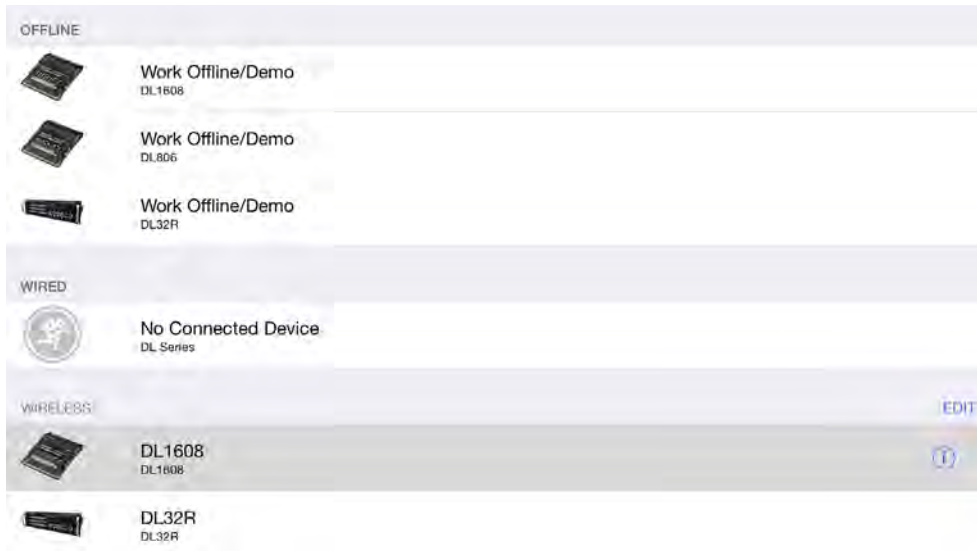 OFFLINE
Work Offline/Demo
DL1608
Work Offline/Demo
DL806
Work Offline/Demo
DL32R
WIRED
No Connected Device
DL Series
WIRELESS
EDIT
DL1608
DL1608
DL32R
DL32R